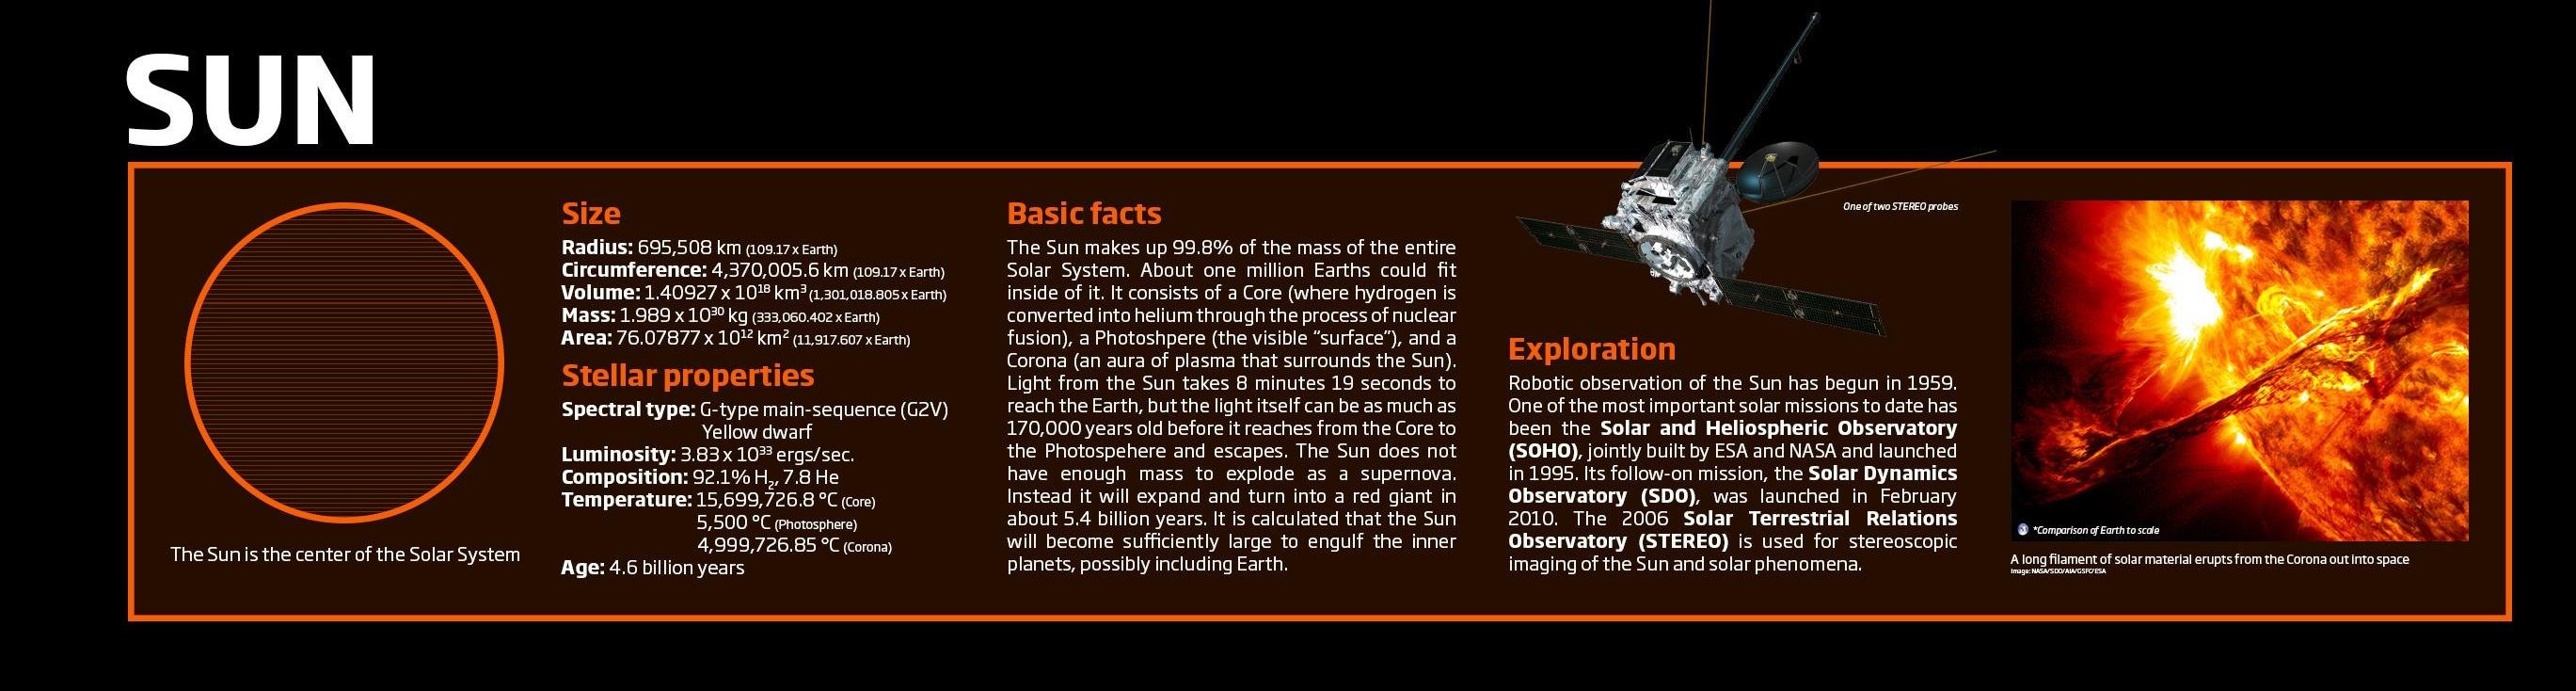 SUN
The Sun is the center of the Solar System
Size
Radius: 695,508 km (109.17 x Earth)
Circumference: 4,370,005.6 km (109.17 x Earth)
Volume: 1.40927 x 10¹⁸ km³ (1,301,018.805 x Earth)
Mass: 1.989 x 10³⁰ kg (333,060.402 x Earth)
Area: 76.07877 x 10¹² km² (11,917.607 x Earth)
Stellar properties
Spectral type: G-type main-sequence (G2V)
Yellow dwarf
Luminosity: 3.83 x 10³³ ergs/sec.
Composition: 92.1% H₂, 7.8 He
Temperature: 15,699,726.8 °C (Core)
5,500 °C (Photosphere)
4,999,726.85 °C (Corona)
Age: 4.6 billion years
Basic facts
The Sun makes up 99.8% of the mass of the entire
Solar System. About one million Earths could fit
inside of it. It consists of a Core (where hydrogen is
converted into helium through the process of nuclear
fusion), a Photoshpere (the visible “surface”), and a
Corona (an aura of plasma that surrounds the Sun).
Light from the Sun takes 8 minutes 19 seconds to
reach the Earth, but the light itself can be as much as
170,000 years old before it reaches from the Core to
the Photospehere and escapes. The Sun does not
have enough mass to explode as a supernova.
Instead it will expand and turn into a red giant in
about 5.4 billion years. It is calculated that the Sun
will become sufficiently large to engulf the inner
planets, possibly including Earth.
One of two STEREO probes
Exploration
Robotic observation of the Sun has begun in 1959.
One of the most important solar missions to date has
been the Solar and Heliospheric Observatory
(SOHO), jointly built by ESA and NASA and launched
in 1995. Its follow-on mission, the Solar Dynamics
Observatory (SDO), was launched in February
2010. The 2006 Solar Terrestrial Relations
Observatory (STEREO) is used for stereoscopic
imaging of the Sun and solar phenomena.
*Comparison of Earth to scale
A long filament of solar material erupts from the Corona out into space
Image: NASA/SDO/AIA/GSFC/ESA